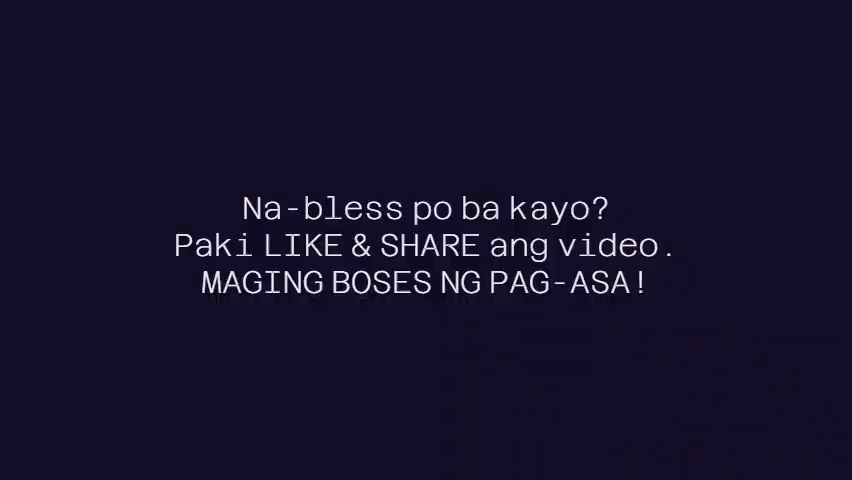 Na-bless po ba kayo?
Paki LIKE & SHARE ang video.
MAGING BOSES NG PAG-ASA!